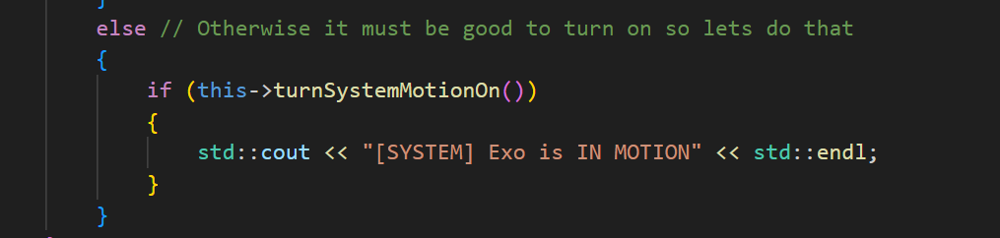 }
else // Otherwise it must be good to turn on so lets do that
{
if (this->turnSystemMotionOn())
{
std::cout << "[SYSTEM] Exo is IN MOTION" << std::endl;
}
}